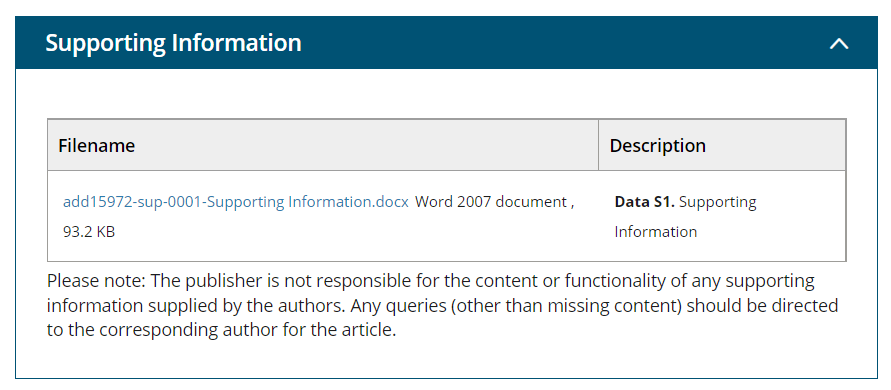 Supporting Information
Filename
Description
add15972-sup-0001-Supporting Information.docx Word 2007 document ,
93.2 KB
Data S1. Supporting
Information
Please note: The publisher is not responsible for the content or functionality of any supporting
information supplied by the authors. Any queries (other than missing content) should be directed
to the corresponding author for the article.